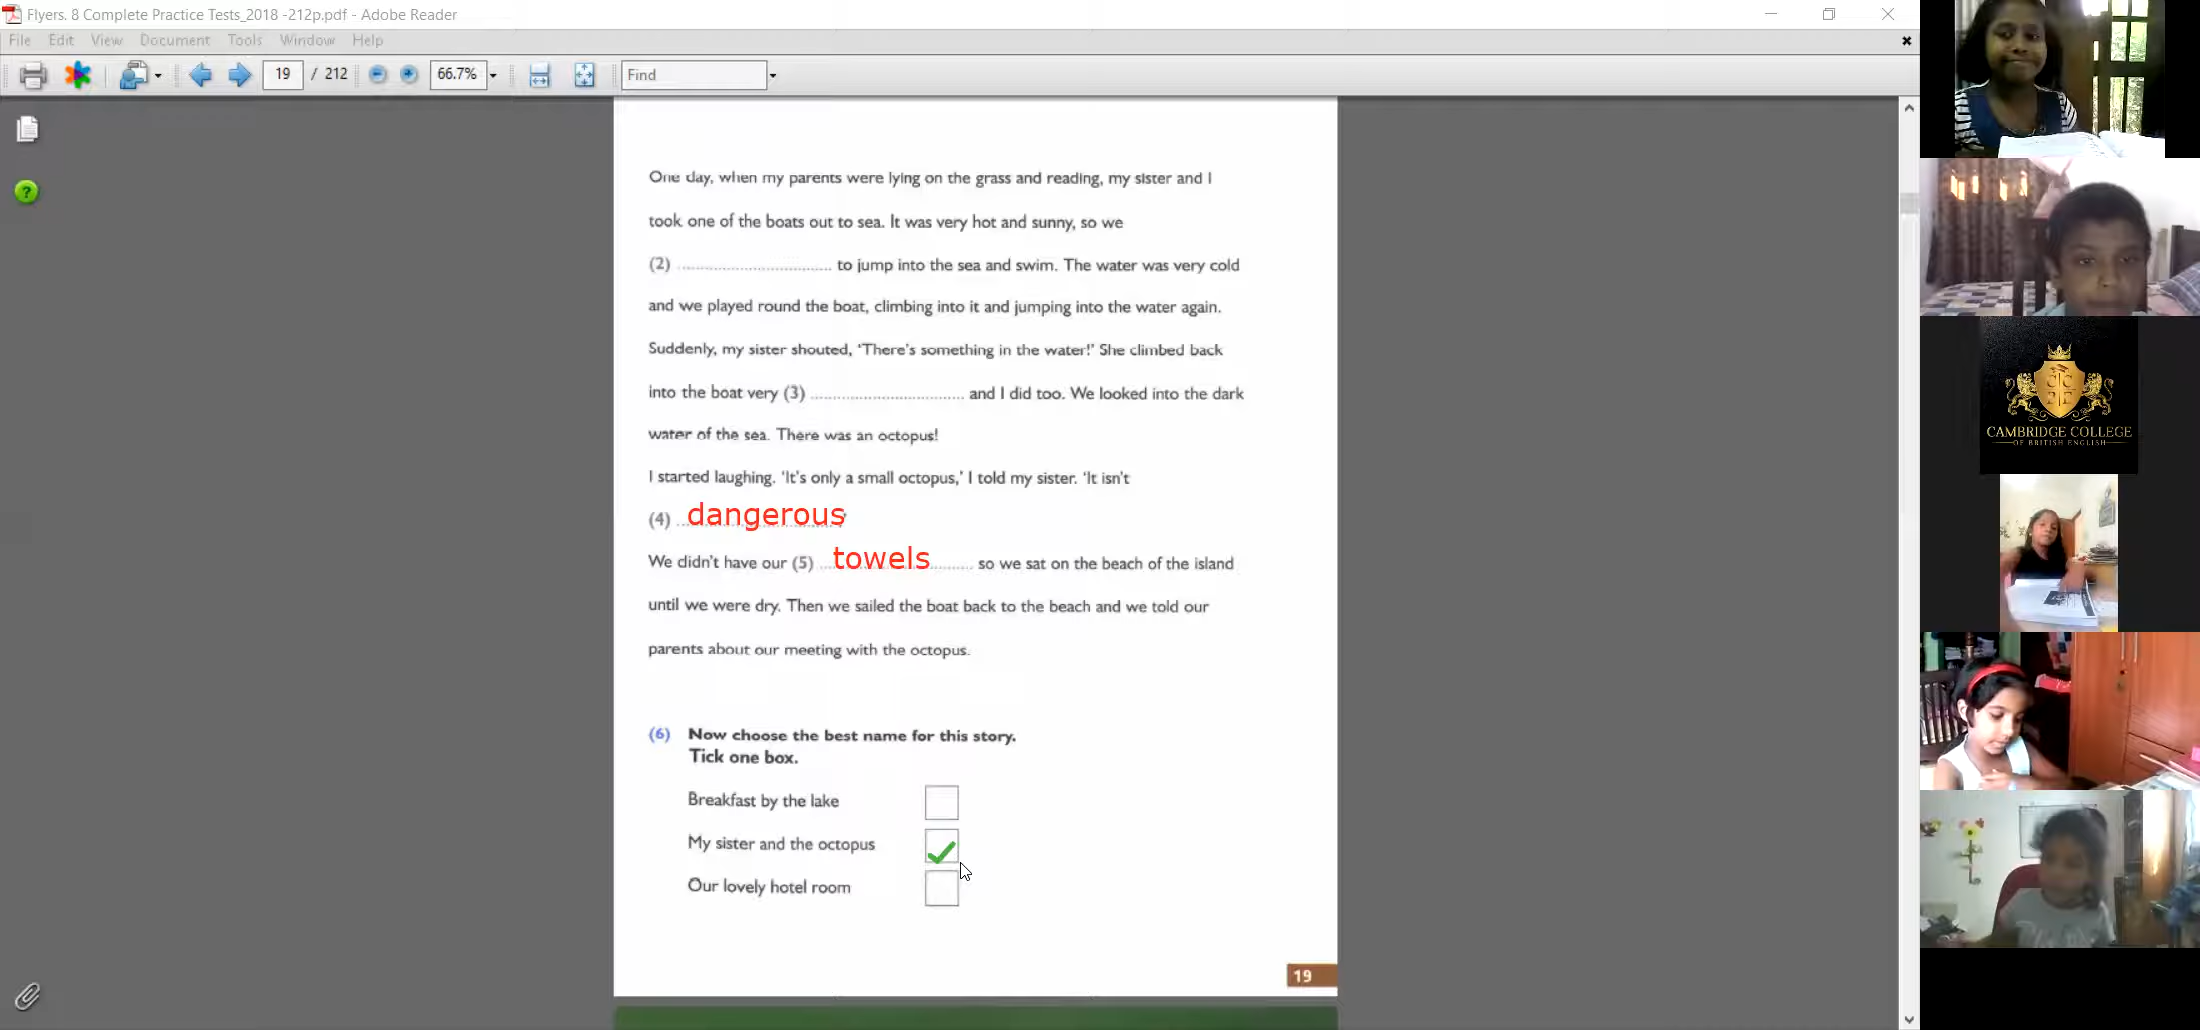 Flyers. 8 Complete Practice Tests_2018 -212p.pdf - Adobe Reader
File Edit View Document Tools Window Help
19 / 212 66.7% Find
One day, when my parents were lying on the grass and reading, my sister and I
took one of the boats out to sea. It was very hot and sunny, so we
(2) ........................................ to jump into the sea and swim. The water was very cold
and we played round the boat, climbing into it and jumping into the water again.
Suddenly, my sister shouted, 'There's something in the water!' She climbed back
into the boat very (3) ........................................ and I did too. We looked into the dark
water of the sea. There was an octopus!
I started laughing. 'It's only a small octopus,' I told my sister. 'It isn't
(4) dangerous.'
We didn't have our (5) towels so we sat on the beach of the island
until we were dry. Then we sailed the boat back to the beach and we told our
parents about our meeting with the octopus.
(6) Now choose the best name for this story.
Tick one box.
Breakfast by the lake
My sister and the octopus
Our lovely hotel room
19
CAMBRIDGE COLLEGE
OF BRITISH ENGLISH